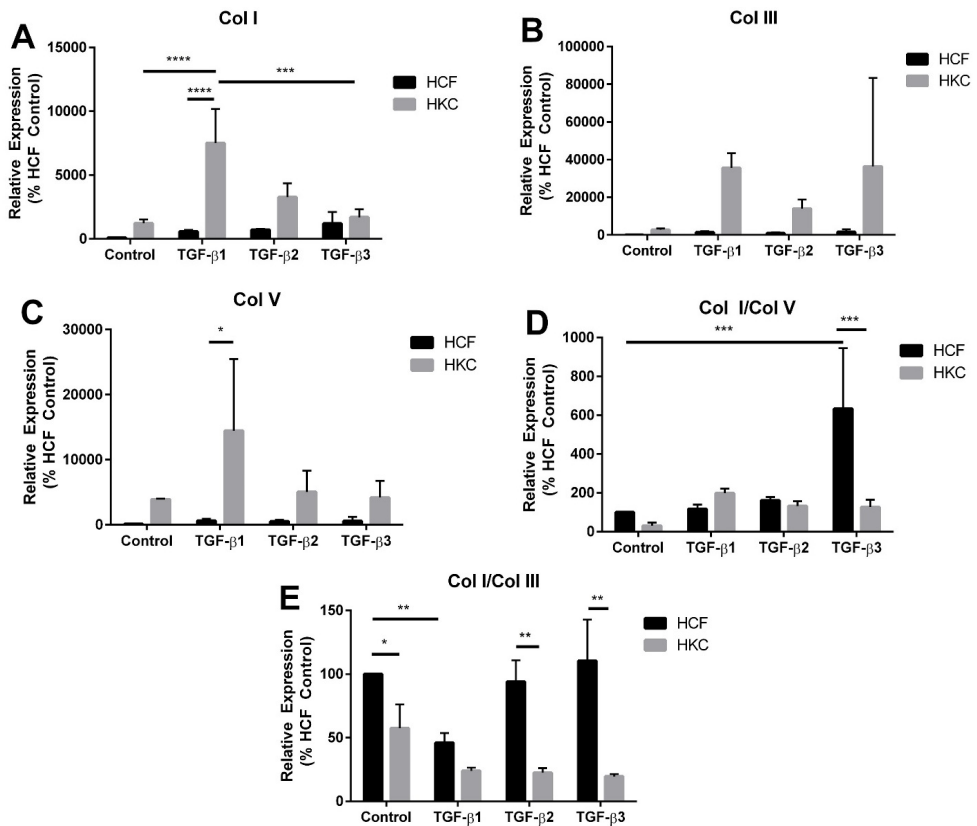 A
Col I
Relative Expression
(% HCF Control)
15000
10000
5000
0
****
****
***
HCF
HKC
Control
TGF-β1
TGF-β2
TGF-β3
B
Col III
Relative Expression
(% HCF Control)
100000
80000
60000
40000
20000
0
HCF
HKC
Control
TGF-β1
TGF-β2
TGF-β3
C
Col V
Relative Expression
(% HCF Control)
30000
20000
10000
0
*
HCF
HKC
Control
TGF-β1
TGF-β2
TGF-β3
D
Col I/Col V
Relative Expression
(% HCF Control)
1000
800
600
400
200
0
***
***
HCF
HKC
Control
TGF-β1
TGF-β2
TGF-β3
E
Col I/Col III
Relative Expression
(% HCF Control)
150
100
50
0
**
*
**
**
HCF
HKC
Control
TGF-β1
TGF-β2
TGF-β3